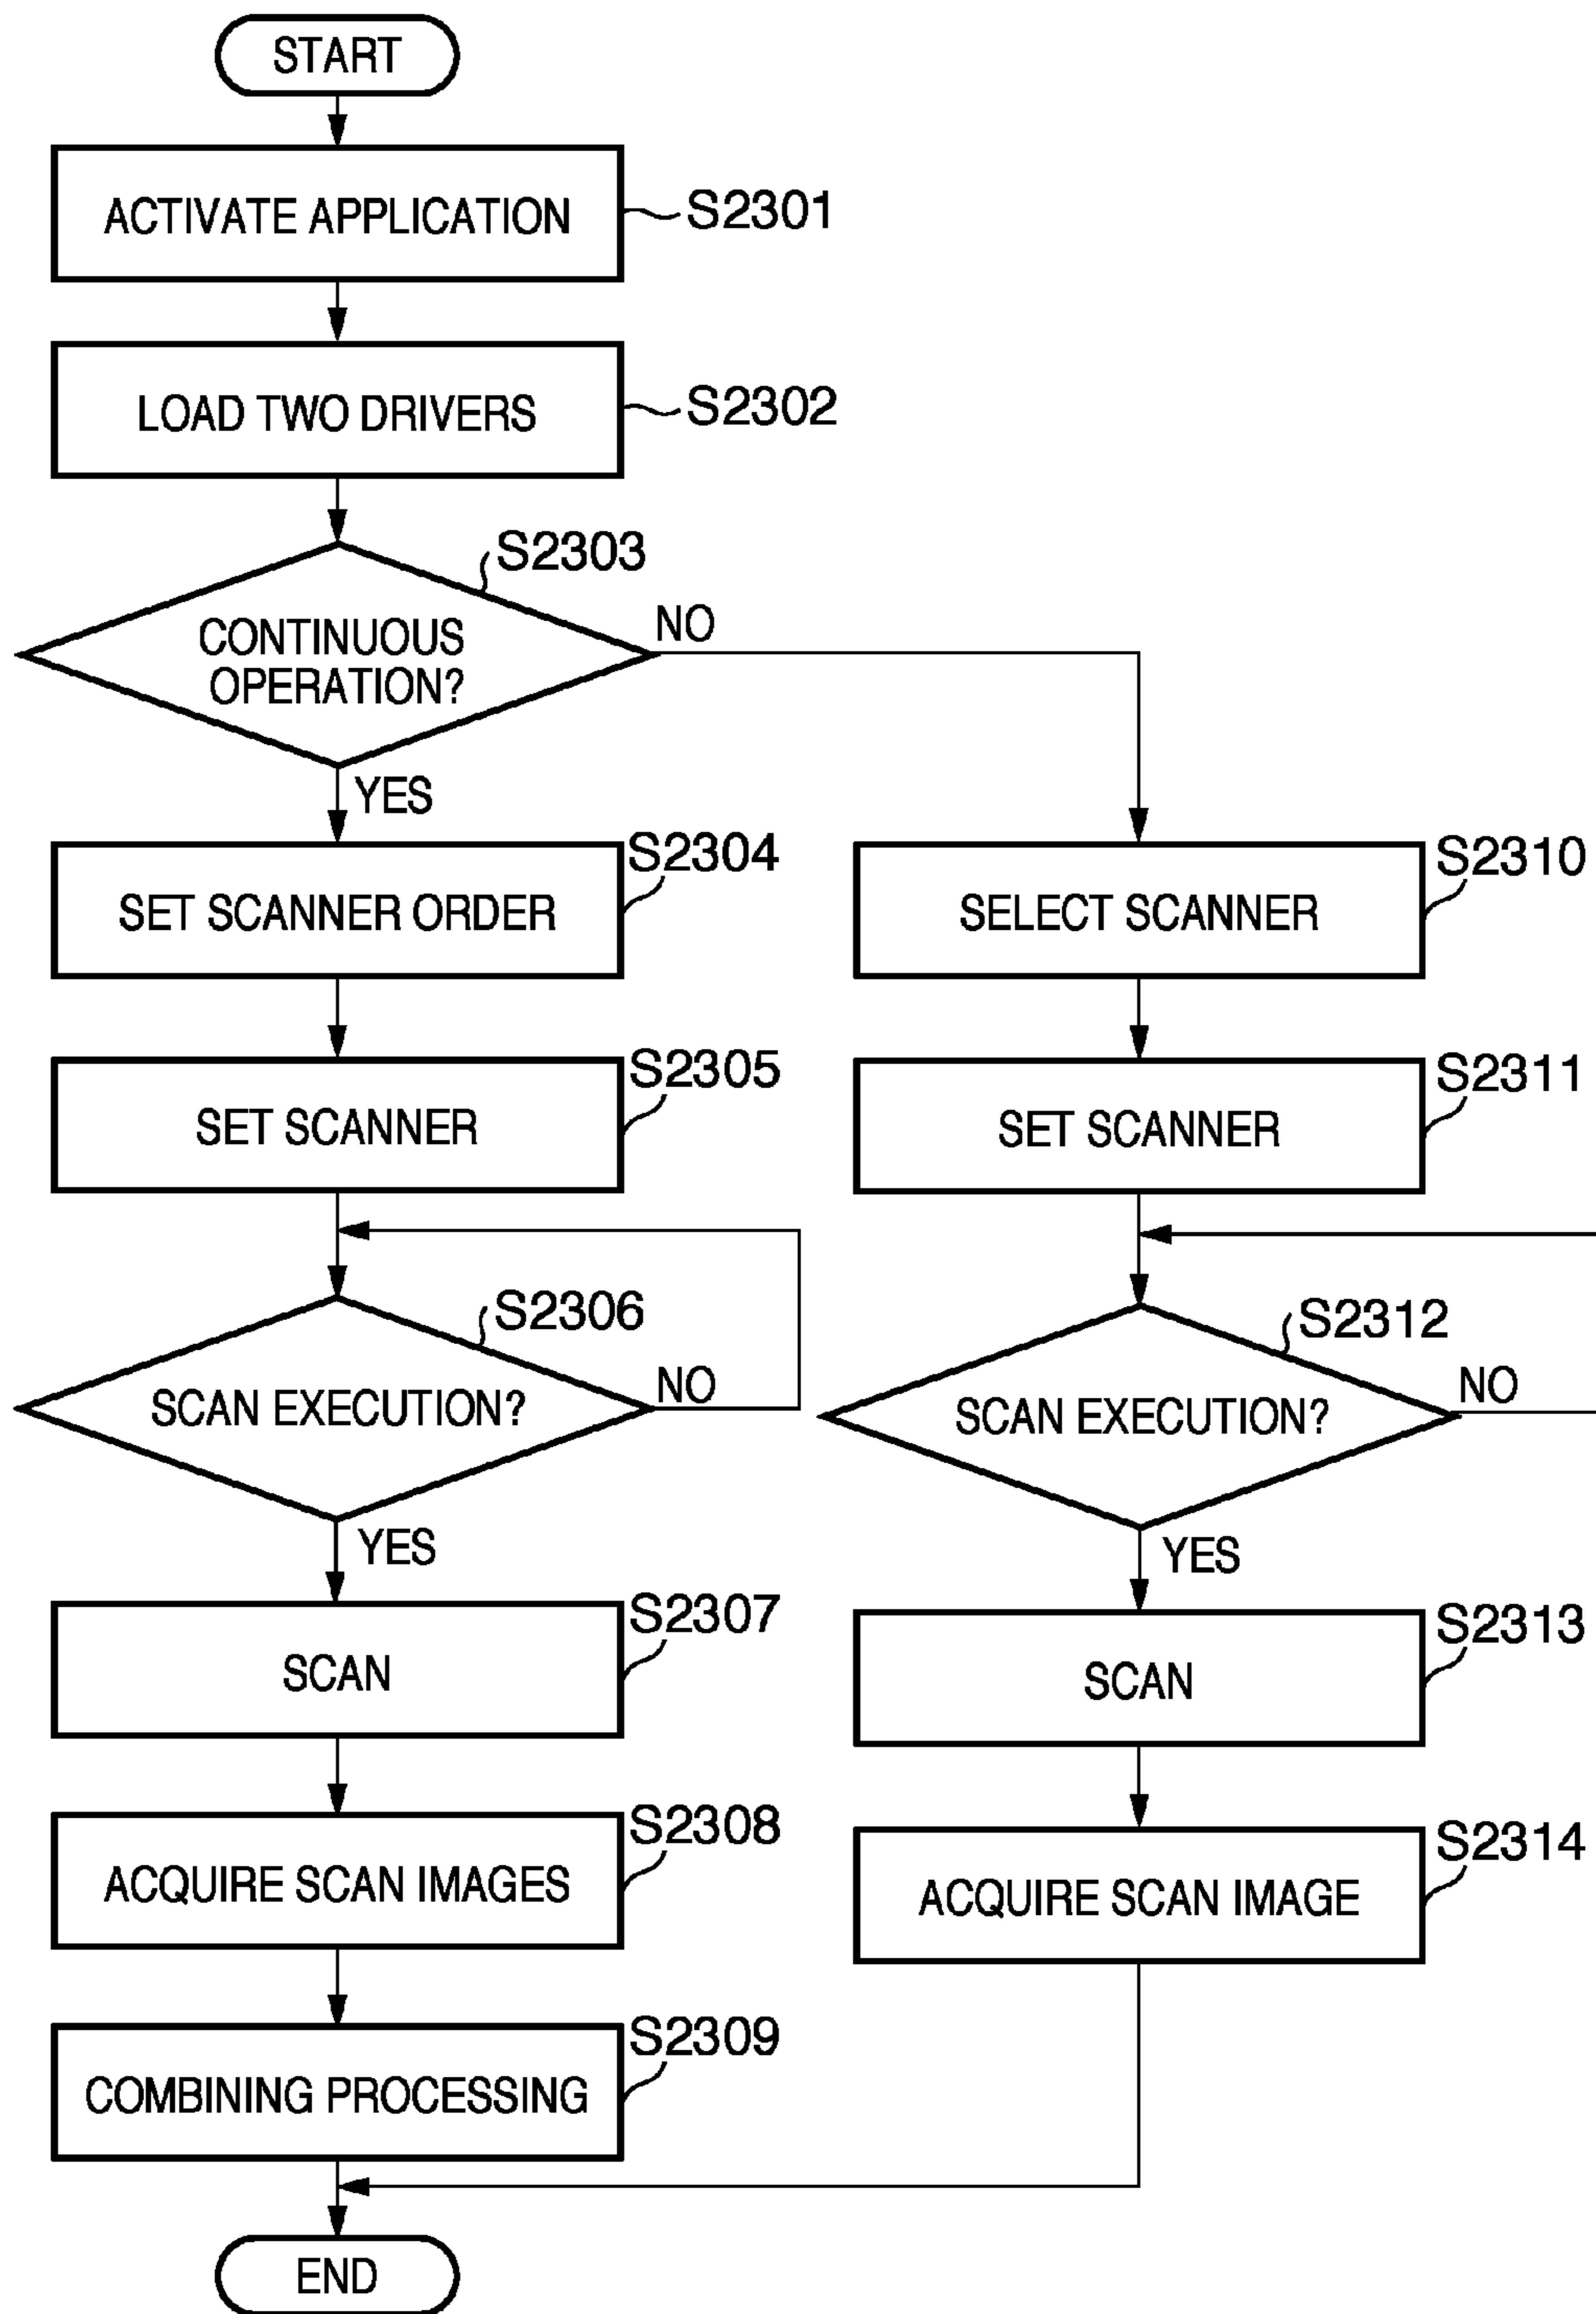 START
ACTIVATE APPLICATION
S2301
LOAD TWO DRIVERS
S2302
S2303
CONTINUOUS
OPERATION?
NO
YES
S2304
SET SCANNER ORDER
S2305
SET SCANNER
S2306
SCAN EXECUTION?
NO
YES
S2307
SCAN
S2308
ACQUIRE SCAN IMAGES
S2309
COMBINING PROCESSING
S2310
SELECT SCANNER
S2311
SET SCANNER
S2312
SCAN EXECUTION?
NO
YES
S2313
SCAN
S2314
ACQUIRE SCAN IMAGE
END